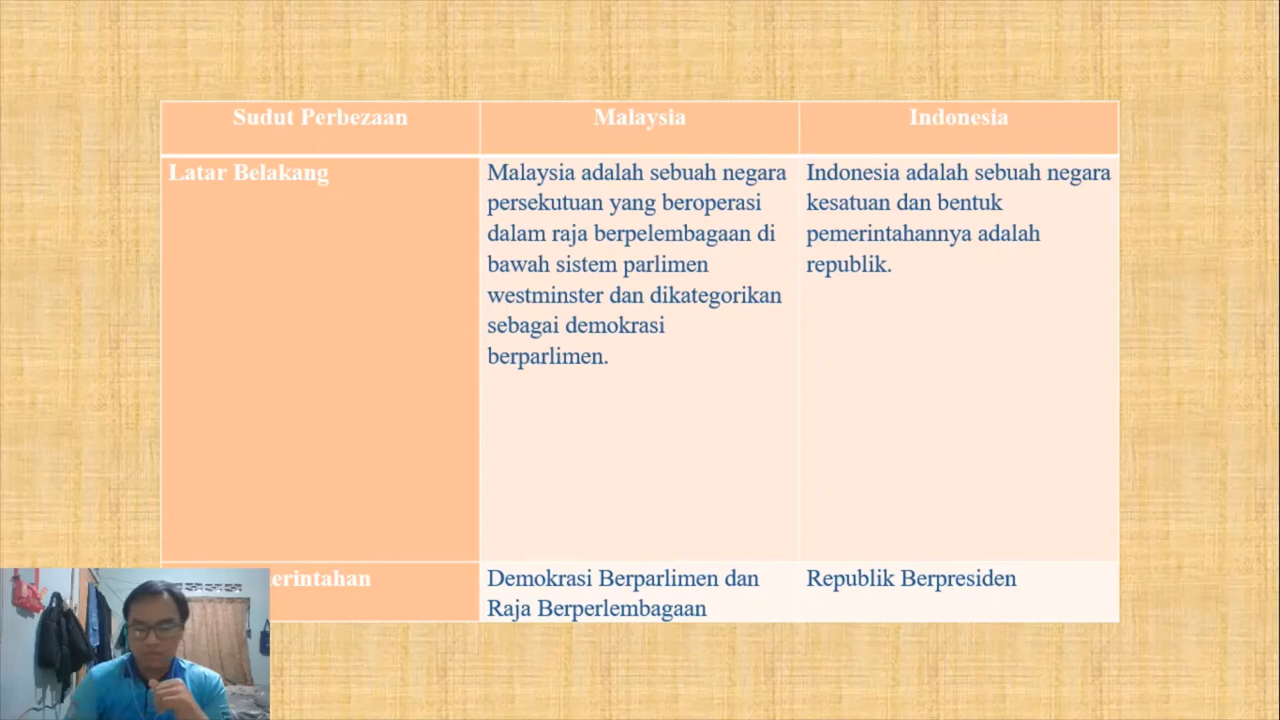 Sudut Perbezaan
Malaysia
Indonesia
Latar Belakang
Malaysia adalah sebuah negara
persekutuan yang beroperasi
dalam raja berpelembagaan di
bawah sistem parlimen
westminster dan dikategorikan
sebagai demokrasi
berparlimen.
Indonesia adalah sebuah negara
kesatuan dan bentuk
pemerintahannya adalah
republik.
Demokrasi Berparlimen dan
Raja Berperlembagaan
Republik Berpresiden